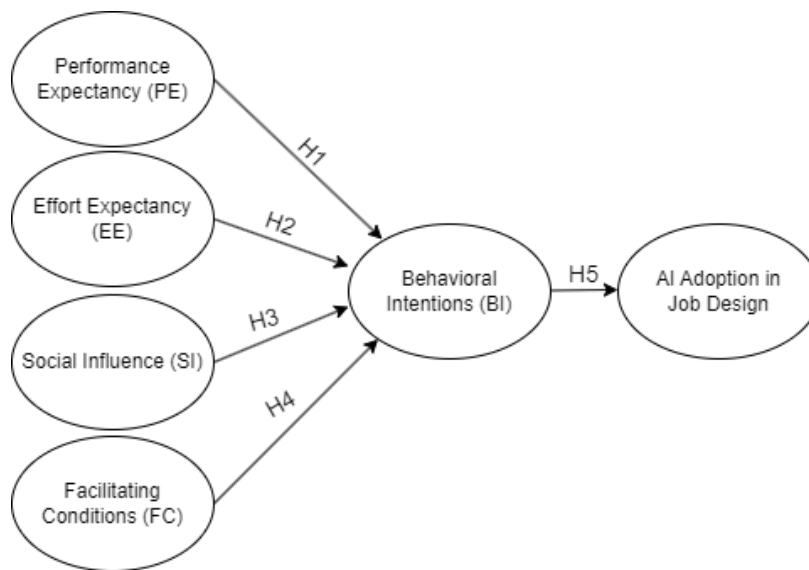 Performance
Expectancy (PE)
H1
Effort Expectancy
(EE)
H2
Behavioral
Intentions (BI)
H5
AI Adoption in
Job Design
H3
Social Influence (SI)
H4
Facilitating
Conditions (FC)